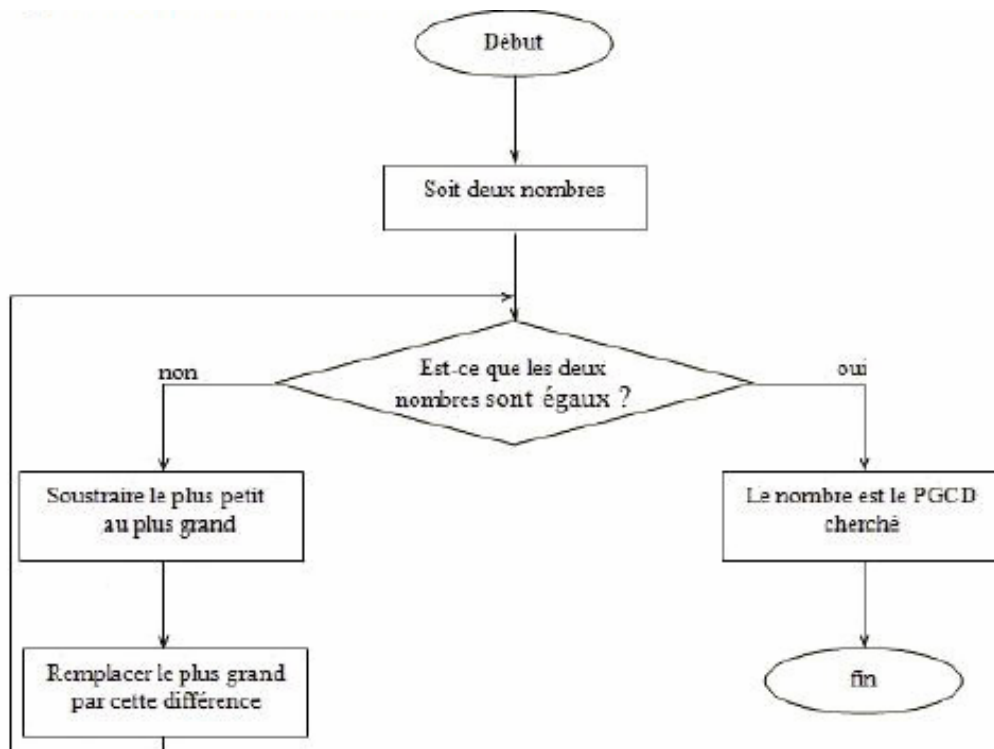 Début
Soit deux nombres
Est-ce que les deux
nombres sont égaux ?
non
oui
Soustraire le plus petit
au plus grand
Le nombre est le PGCD
cherché
Remplacer le plus grand
par cette différence
fin